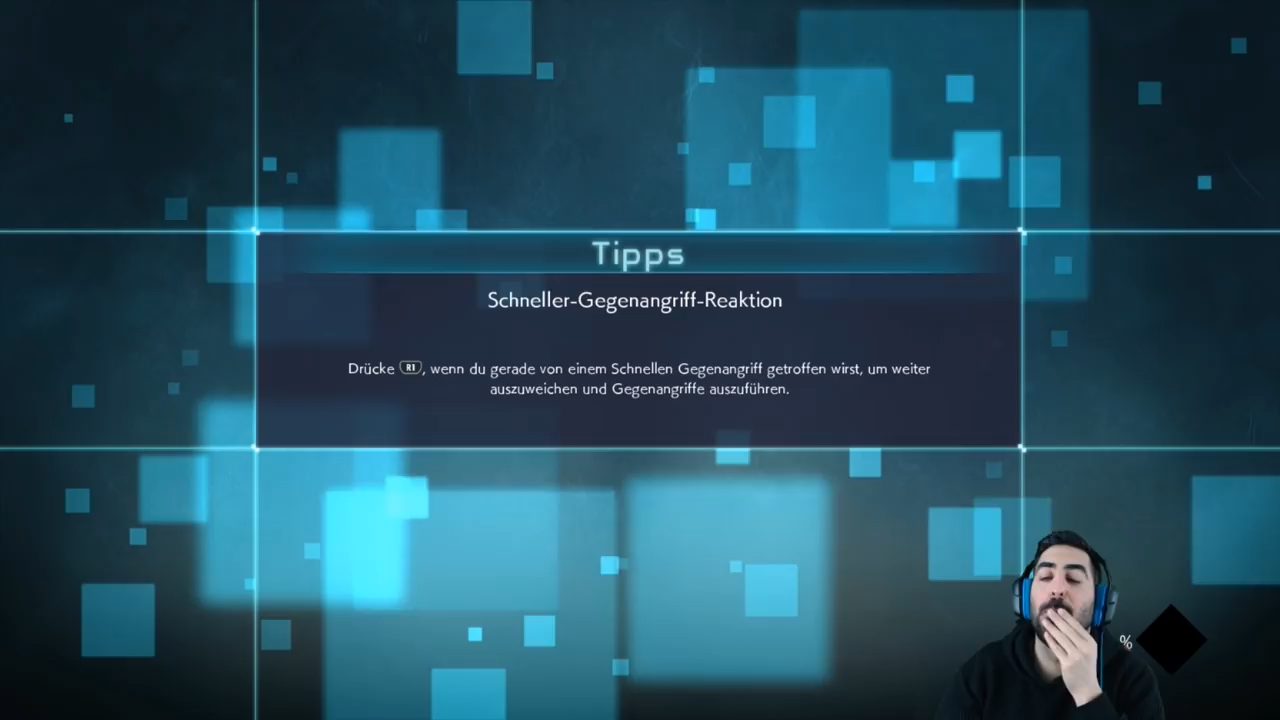 Tipps
Schneller-Gegenangriff-Reaktion
Drücke R1, wenn du gerade von einem Schnellen Gegenangriff getroffen wirst, um weiter
auszuweichen und Gegenangriffe auszuführen.
%